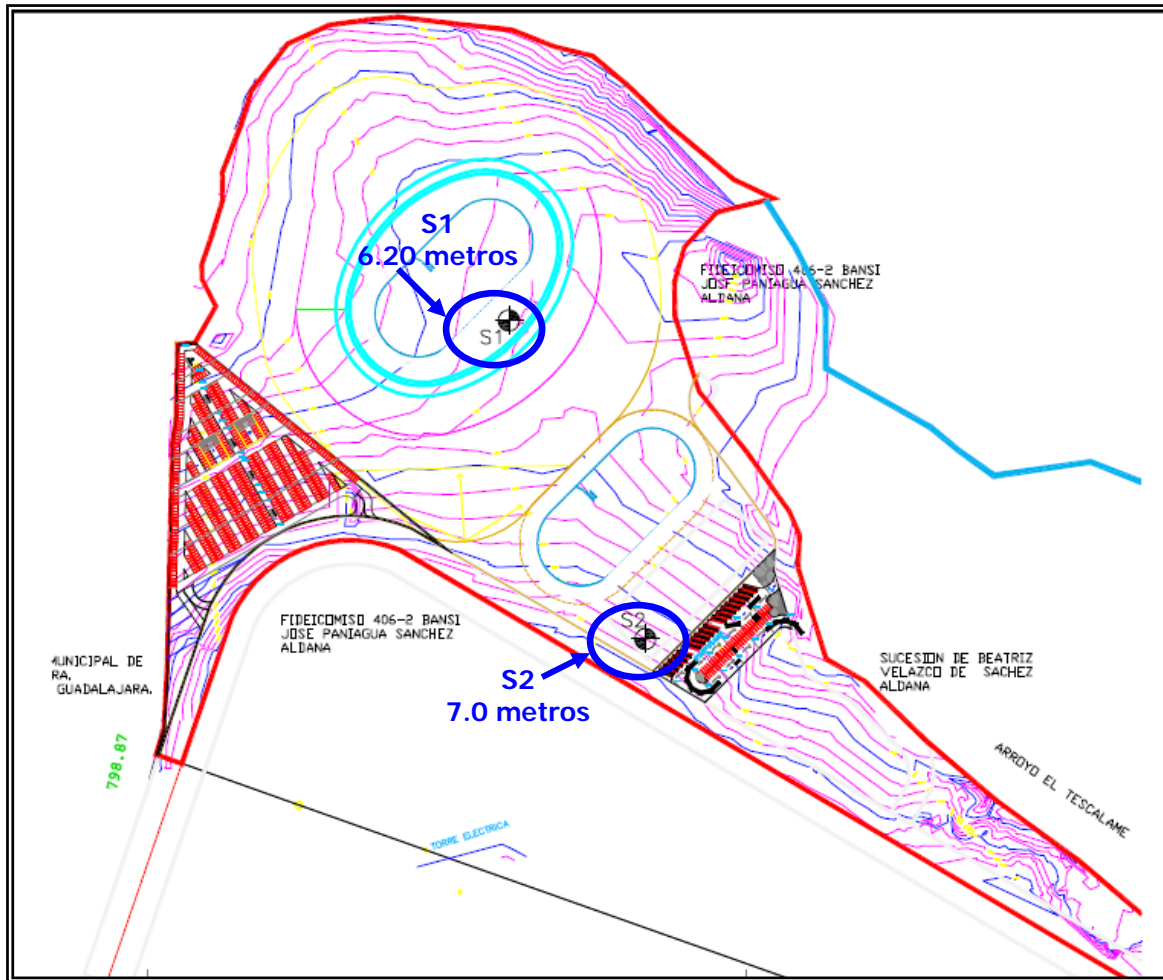 S1
6.20 metros
S1
FIDEICOMISO 406-2 BANSI
JOSE PANIAGUA SANCHEZ
ALDANA
S2
S2
7.0 metros
FIDEICOMISO 406-2 BANSI
JOSE PANIAGUA SANCHEZ
ALDANA
MUNICIPAL DE
RA,
GUADALAJARA.
798.87
SUCESION DE BEATRIZ
VELAZCO DE SACHEZ
ALDANA
ARROYO EL TESCALAME
TORRE ELECTRICA